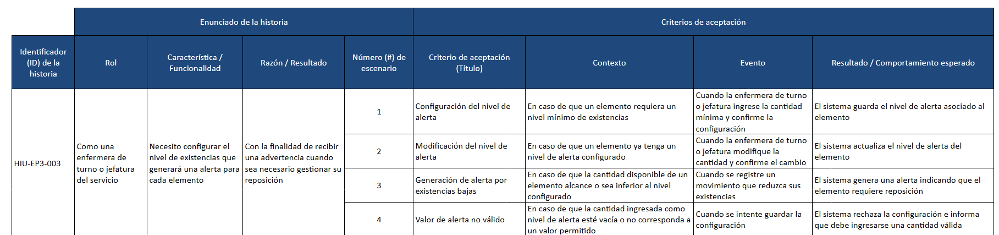 Enunciado de la historia
Criterios de aceptación
Identificador
(ID) de la
historia
Rol
Característica /
Funcionalidad
Razón / Resultado
Número (#) de
escenario
Criterio de aceptación
(Título)
Contexto
Evento
Resultado / Comportamiento esperado
HIU-EP3-003
Como una
enfermera de
turno o jefatura
del servicio
Necesito configurar el
nivel de existencias que
generará una alerta para
cada elemento
Con la finalidad de recibir
una advertencia cuando
sea necesario gestionar su
reposición
1
Configuración del nivel de
alerta
En caso de que un elemento requiera un
nivel mínimo de existencias
Cuando la enfermera de turno
o jefatura ingrese la cantidad
mínima y confirme la
configuración
El sistema guarda el nivel de alerta asociado al
elemento
2
Modificación del nivel de
alerta
En caso de que un elemento ya tenga un
nivel de alerta configurado
Cuando la enfermera de turno
o jefatura modifique la
cantidad y confirme el cambio
El sistema actualiza el nivel de alerta del
elemento
3
Generación de alerta por
existencias bajas
En caso de que la cantidad disponible de un
elemento alcance o sea inferior al nivel
configurado
Cuando se registre un
movimiento que reduzca sus
existencias
El sistema genera una alerta indicando que el
elemento requiere reposición
4
Valor de alerta no válido
En caso de que la cantidad ingresada como
nivel de alerta esté vacía o no corresponda a
un valor permitido
Cuando se intente guardar la
configuración
El sistema rechaza la configuración e informa
que debe ingresarse una cantidad válida